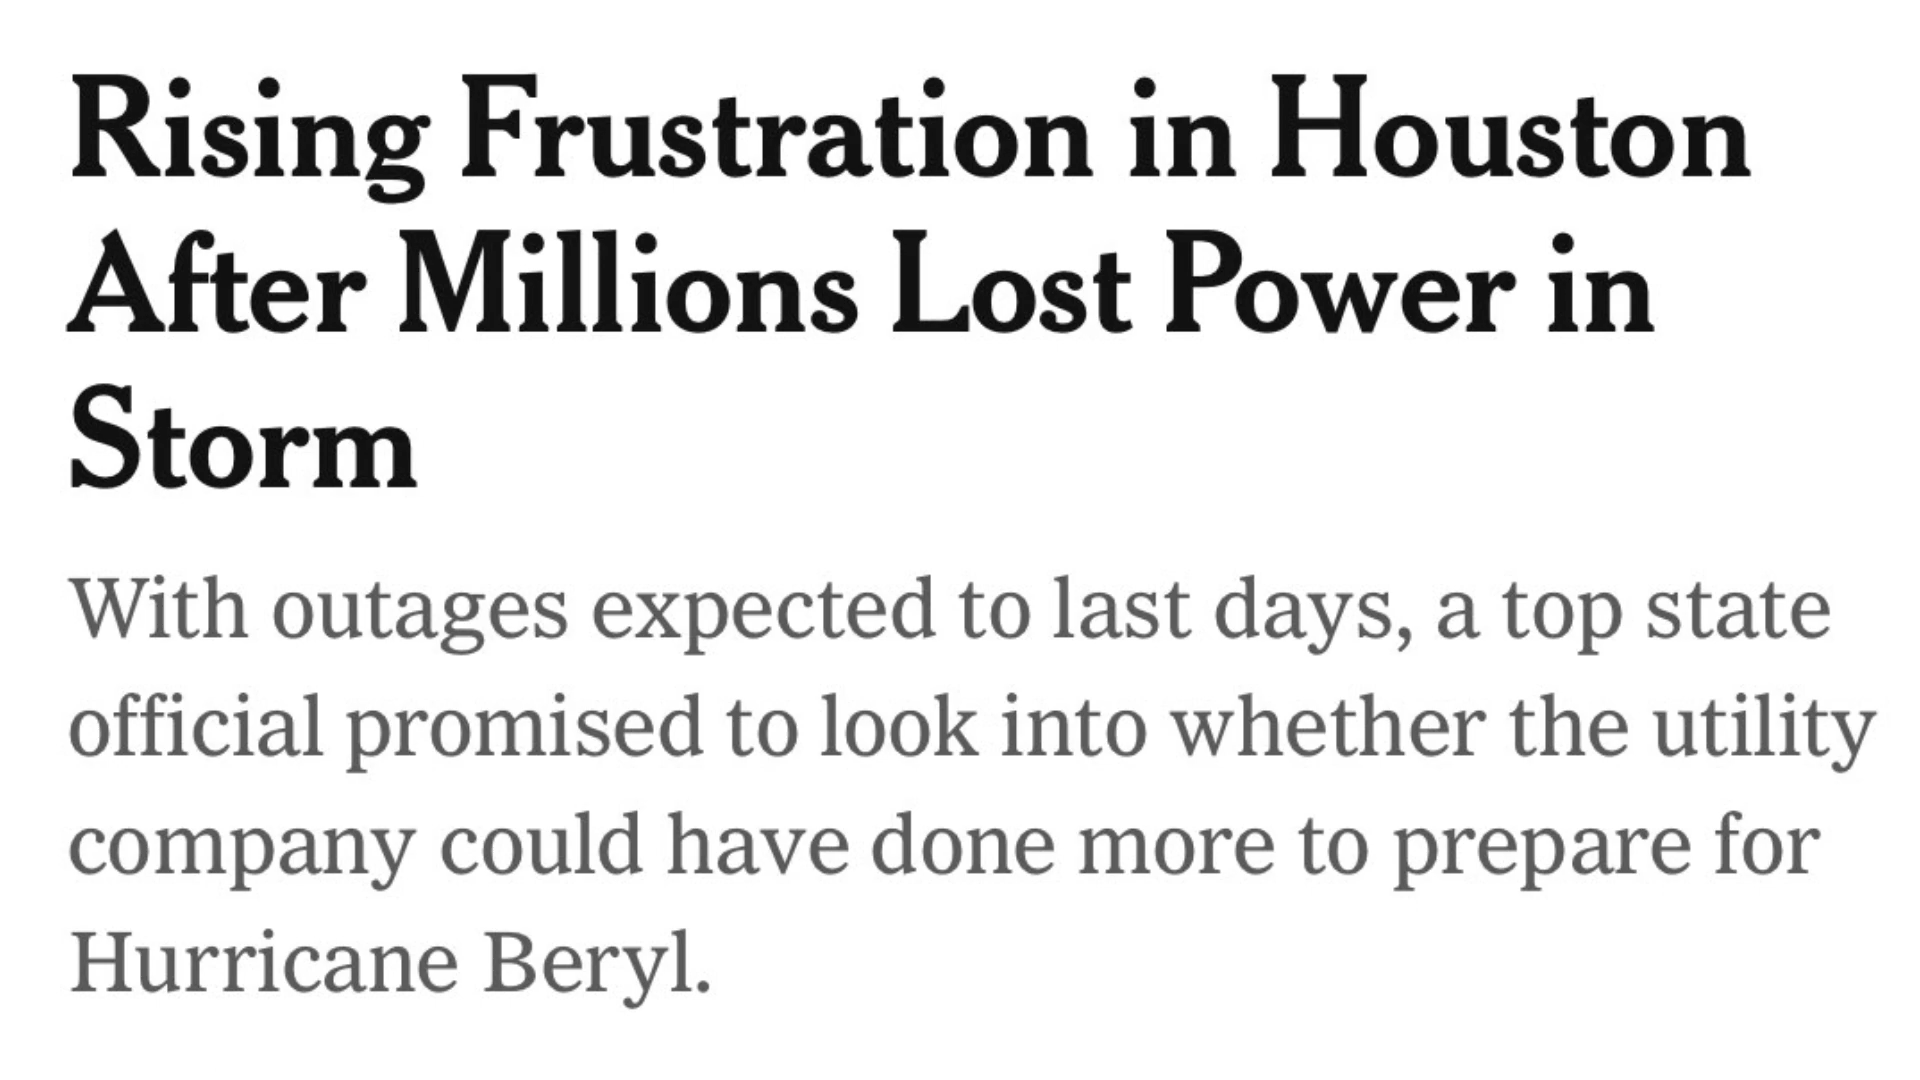 Rising Frustration in Houston
After Millions Lost Power in
Storm
With outages expected to last days, a top state
official promised to look into whether the utility
company could have done more to prepare for
Hurricane Beryl.